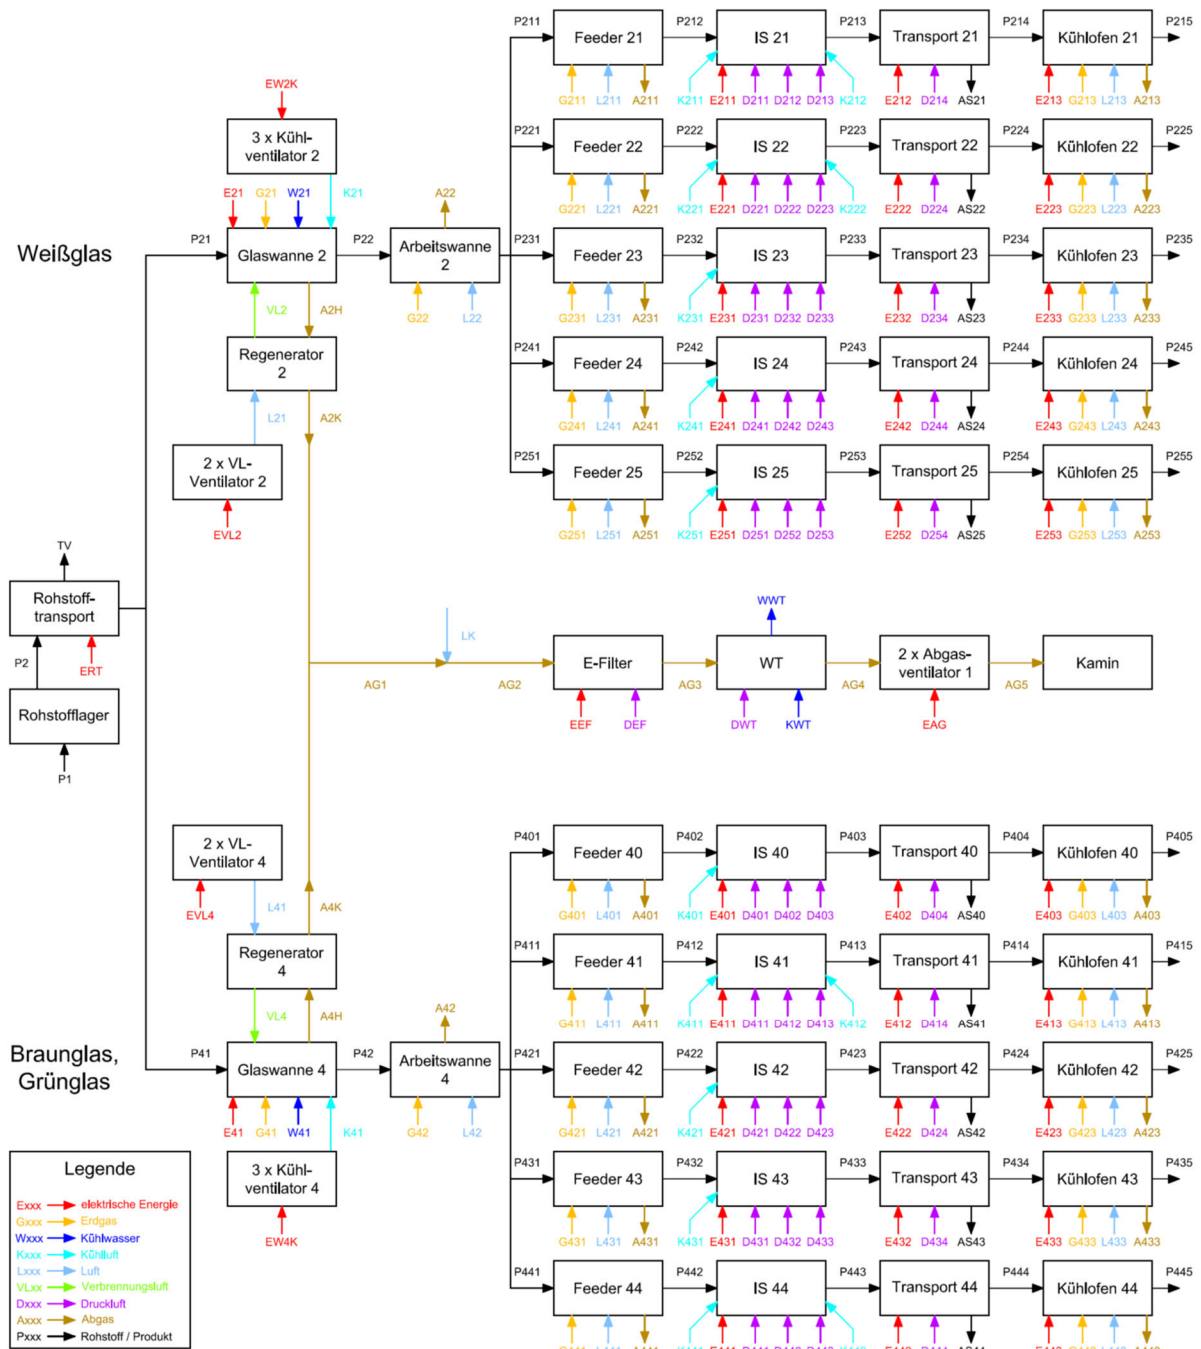 P211 P212 P213 P214 P215
Feeder 21 IS 21 Transport 21 Kühlofen 21
G211 L211 A211 K211 E211 D211 D212 D213 K212 E212 D214 AS21 E213 G213 L213 A213
EW2K
3 x Kühl-
ventilator 2
P221 P222 P223 P224 P225
Feeder 22 IS 22 Transport 22 Kühlofen 22
G221 L221 A221 K221 E221 D221 D222 D223 K222 E222 D224 AS22 E223 G223 L223 A223
E21 G21 W21 K21 A22
Weißglas
P21 Glaswanne 2 P22 Arbeitswanne
2
G22 L22
P231 P232 P233 P234 P235
Feeder 23 IS 23 Transport 23 Kühlofen 23
G231 L231 A231 K231 E231 D231 D232 D233 E232 D234 AS23 E233 G233 L233 A233
VL2 A2H
Regenerator
2
P241 P242 P243 P244 P245
Feeder 24 IS 24 Transport 24 Kühlofen 24
G241 L241 A241 K241 E241 D241 D242 D243 E242 D244 AS24 E243 G243 L243 A243
L21 A2K
2 x VL-
Ventilator 2
EVL2
P251 P252 P253 P254 P255
Feeder 25 IS 25 Transport 25 Kühlofen 25
G251 L251 A251 K251 E251 D251 D252 D253 E252 D254 AS25 E253 G253 L253 A253
TV
Rohstoff-
transport
P2 ERT
Rohstofflager
P1
LK WWT
AG1 AG2 E-Filter AG3 WT AG4 2 x Abgas-
ventilator 1 AG5 Kamin
EEF DEF DWT KWT EAG
2 x VL-
Ventilator 4
EVL4 L41 A4K
P401 P402 P403 P404 P405
Feeder 40 IS 40 Transport 40 Kühlofen 40
G401 L401 A401 K401 E401 D401 D402 D403 E402 D404 AS40 E403 G403 L403 A403
Regenerator
4
VL4 A4H
P411 P412 P413 P414 P415
Feeder 41 IS 41 Transport 41 Kühlofen 41
G411 L411 A411 K411 E411 D411 D412 D413 K412 E412 D414 AS41 E413 G413 L413 A413
A42
Braunglas,
Grünglas
P41 Glaswanne 4 P42 Arbeitswanne
4
E41 G41 W41 K41 G42 L42
P421 P422 P423 P424 P425
Feeder 42 IS 42 Transport 42 Kühlofen 42
G421 L421 A421 K421 E421 D421 D422 D423 E422 D424 AS42 E423 G423 L423 A423
3 x Kühl-
ventilator 4
EW4K
P431 P432 P433 P434 P435
Feeder 43 IS 43 Transport 43 Kühlofen 43
G431 L431 A431 K431 E431 D431 D432 D433 E432 D434 AS43 E433 G433 L433 A433
P441 P442 P443 P444 P445
Feeder 44 IS 44 Transport 44 Kühlofen 44
Legende
Exxx elektrische Energie
Gxxx Erdgas
Wxxx Kühlwasser
Kxxx Kühlluft
Lxxx Luft
VLxx Verbrennungsluft
Dxxx Druckluft
Axxx Abgas
Pxxx Rohstoff / Produkt